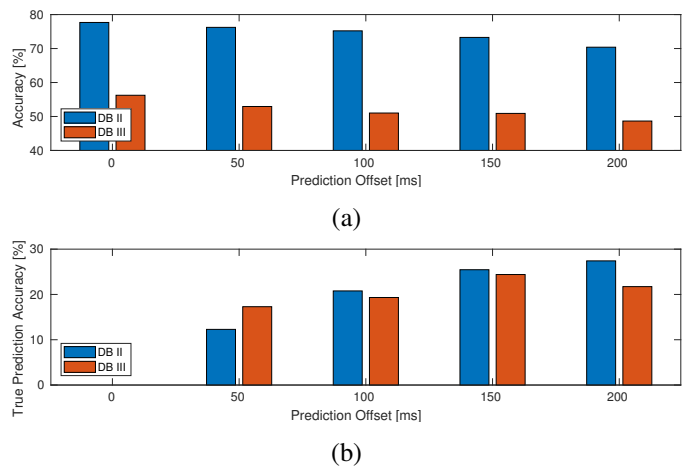 80
70
60
50
40
Accuracy [%]
DB II
DB III
0 50 100 150 200
Prediction Offset [ms]
(a)
30
20
10
0
True Prediction Accuracy [%]
DB II
DB III
0 50 100 150 200
Prediction Offset [ms]
(b)